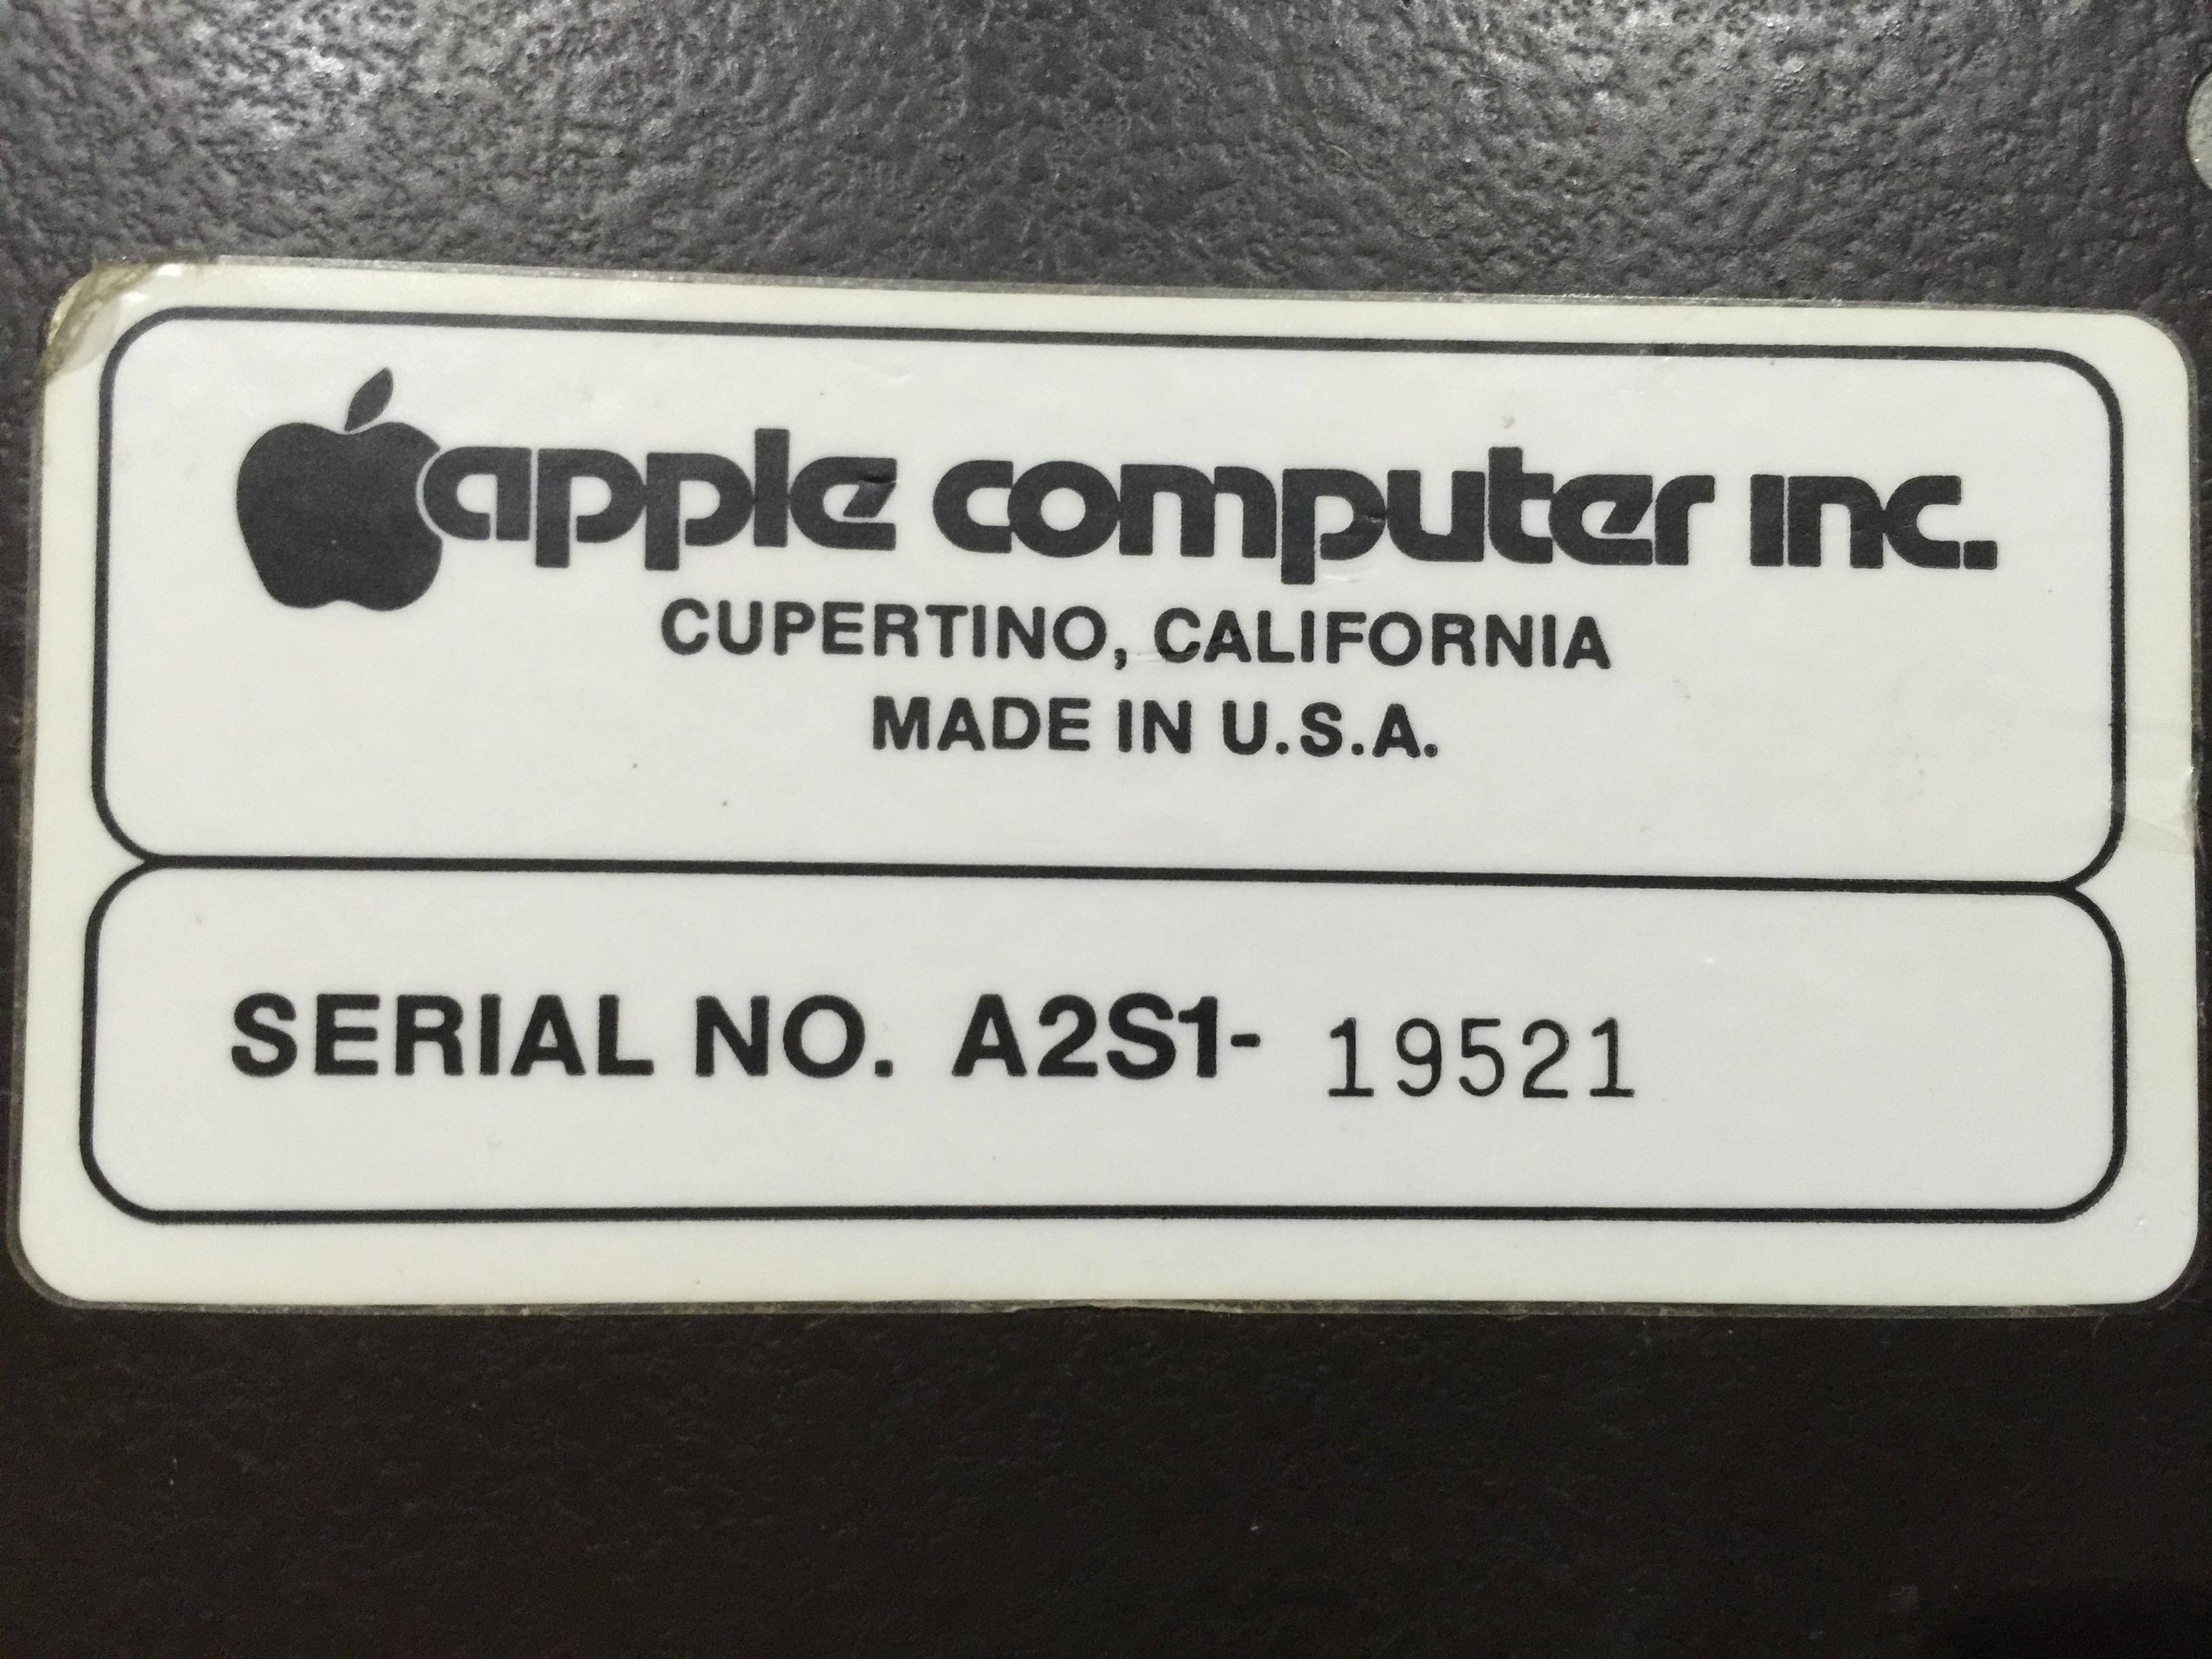 apple computer inc.
CUPERTINO, CALIFORNIA
MADE IN U.S.A.
SERIAL NO. A2S1- 19521